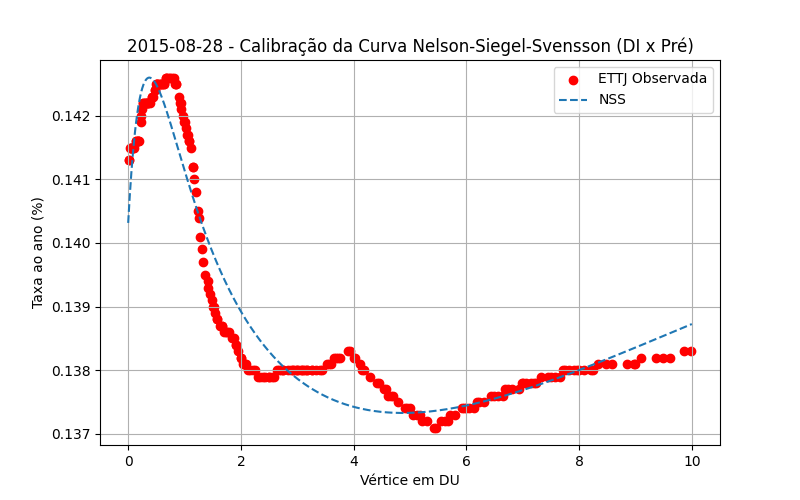 2015-08-28 - Calibração da Curva Nelson-Siegel-Svensson (DI x Pré)
ETTJ Observada
NSS
Taxa ao ano (%)
0.142
0.141
0.140
0.139
0.138
0.137
0 2 4 6 8 10
Vértice em DU